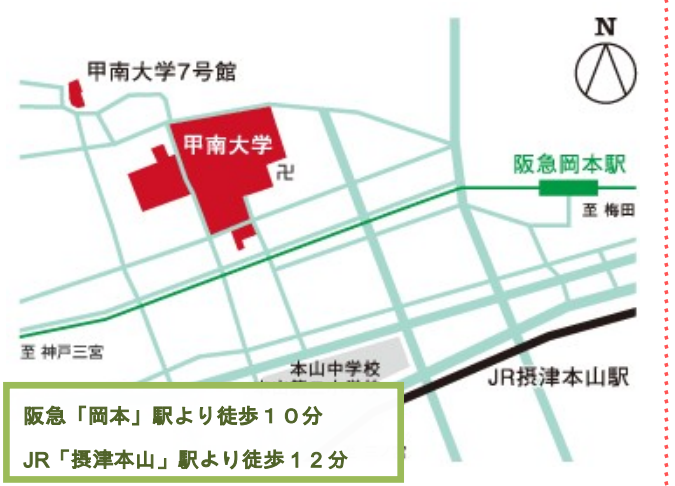 N
甲南大学7号館
甲南大学
卍
阪急岡本駅
至 梅田
至 神戸三宮
本山中学校
JR摂津本山駅
阪急「岡本」駅より徒歩１０分
JR「摂津本山」駅より徒歩１２分